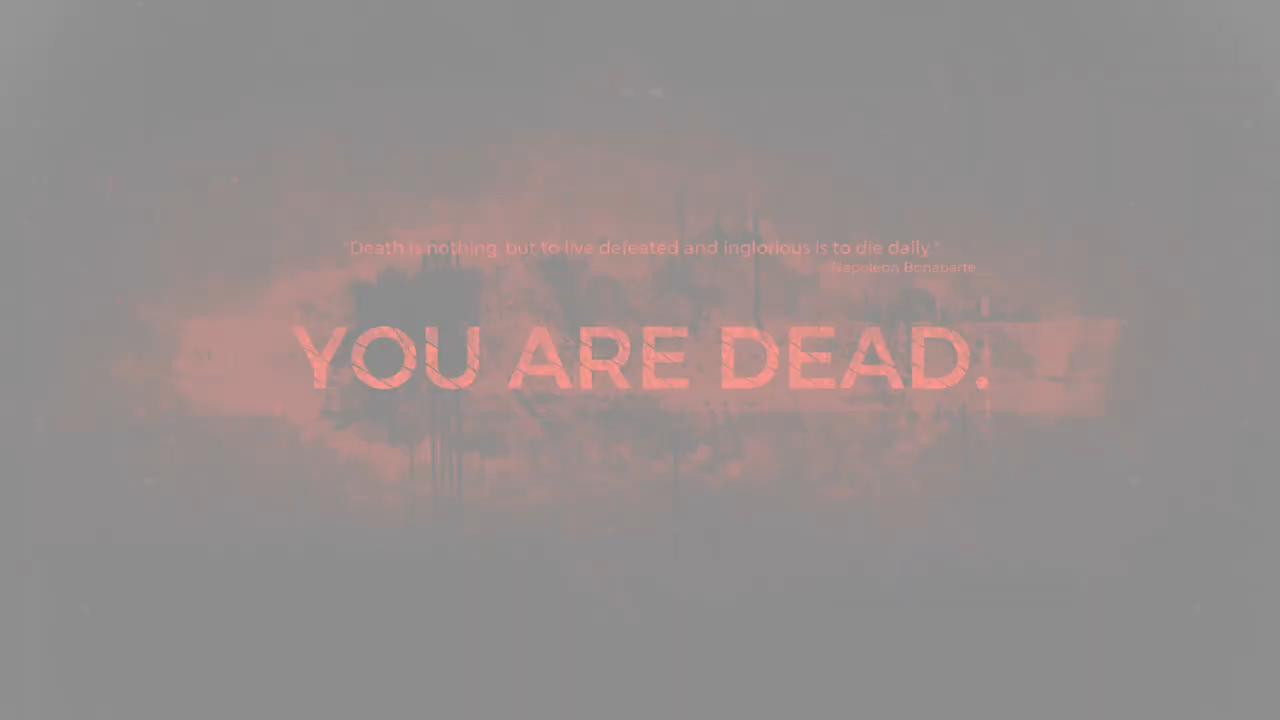 "Death is nothing, but to live defeated and inglorious is to die daily."
- Napoleon Bonaparte
YOU ARE DEAD.